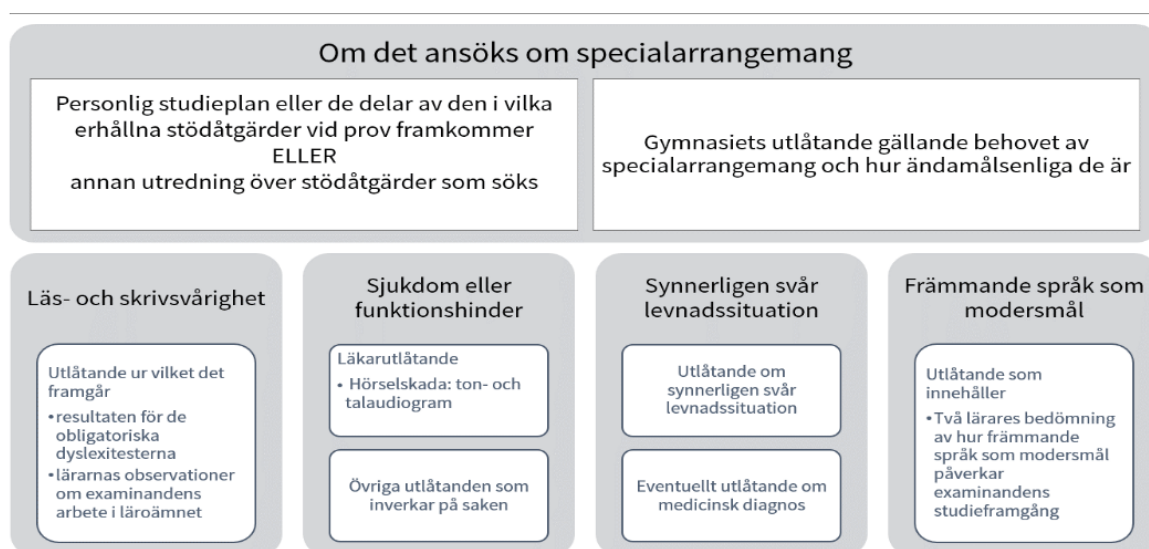 Om det ansöks om specialarrangemang
Personlig studieplan eller de delar av den i vilka
erhållna stödåtgärder vid prov framkommer
ELLER
annan utredning över stödåtgärder som söks
Gymnasiets utlåtande gällande behovet av
specialarrangemang och hur ändamålsenliga de är
Läs- och skrivsvårighet
Utlåtande ur vilket det
framgår
•resultaten för de
obligatoriska
dyslexitesterna
•lärarnas observationer
om examinandens
arbete i läroämnet
Sjukdom eller
funktionshinder
Läkarutlåtande
• Hörselskada: ton- och
talaudiogram
Övriga utlåtanden som
inverkar på saken
Synnerligen svår
levnadssituation
Utlåtande om
synnerligen svår
levnadssituation
Eventuellt utlåtande om
medicinsk diagnos
Främmande språk som
modersmål
Utlåtande som
innehåller
•Två lärares bedömning
av hur främmande
språk som modersmål
påverkar
examinandens
studieframgång